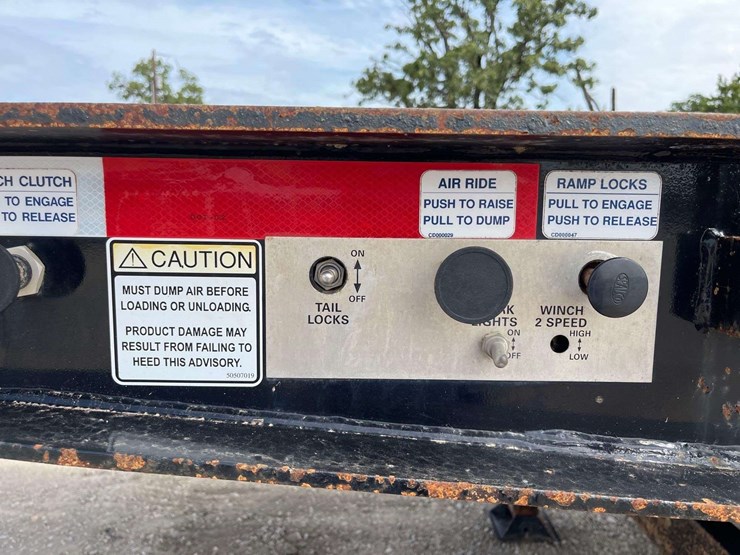 CH CLUTCH
TO ENGAGE
TO RELEASE
AIR RIDE
PUSH TO RAISE
PULL TO DUMP
CD000029
RAMP LOCKS
PULL TO ENGAGE
PUSH TO RELEASE
CD000047
CAUTION
MUST DUMP AIR BEFORE
LOADING OR UNLOADING.
PRODUCT DAMAGE MAY
RESULT FROM FAILING TO
HEED THIS ADVISORY.
50507019
ON
OFF
TAIL
LOCKS
LIGHTS
ON
OFF
WINCH
2 SPEED
HIGH
LOW